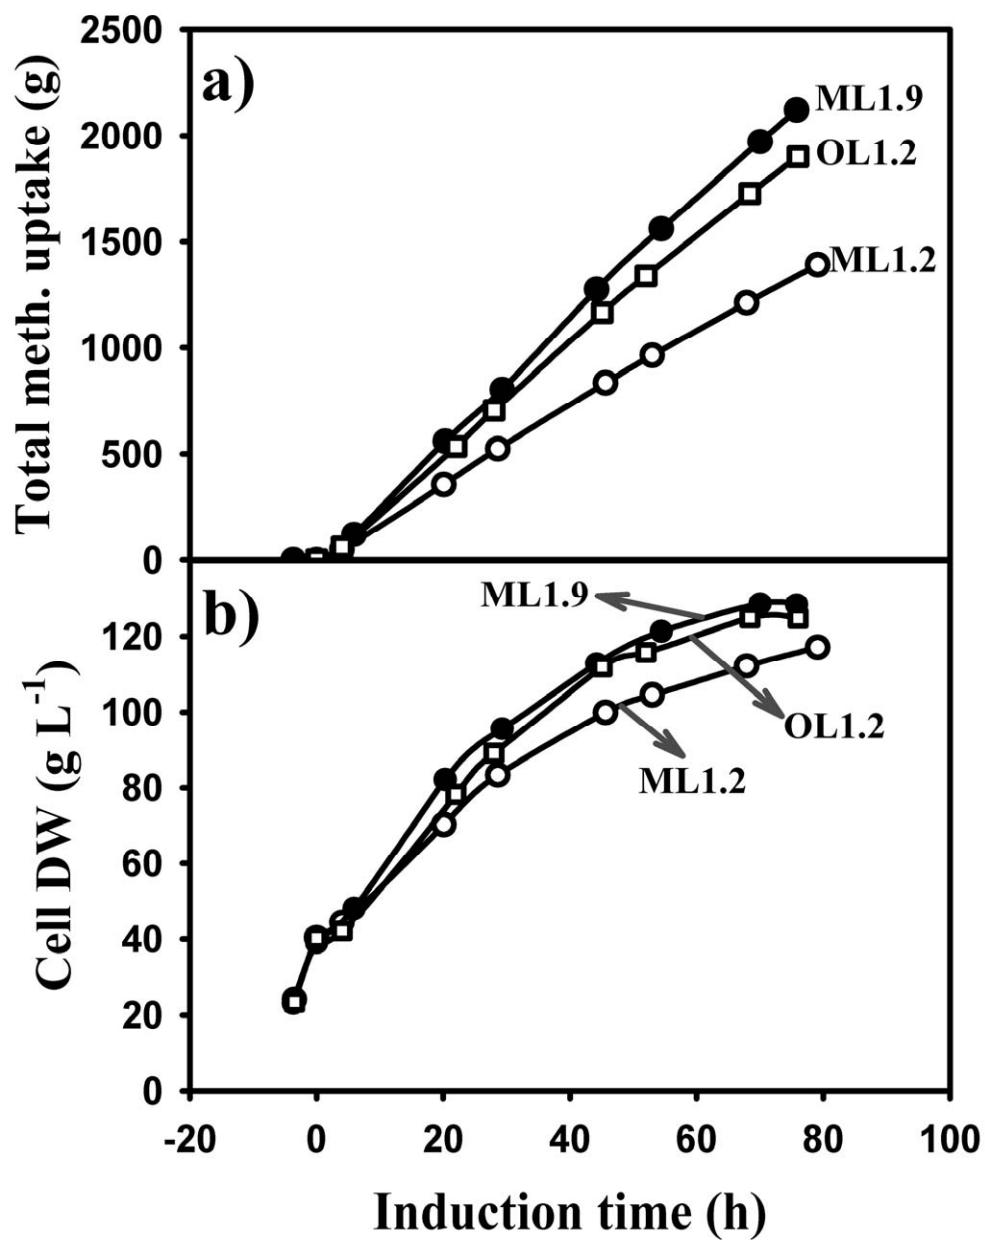 2500
a)
ML1.9
2000
OL1.2
1500
ML1.2
1000
500
0
Total meth. uptake (g)
b)
ML1.9
120
OL1.2
100
ML1.2
80
60
40
20
0
Cell DW (g L⁻¹)
-20 0 20 40 60 80 100
Induction time (h)